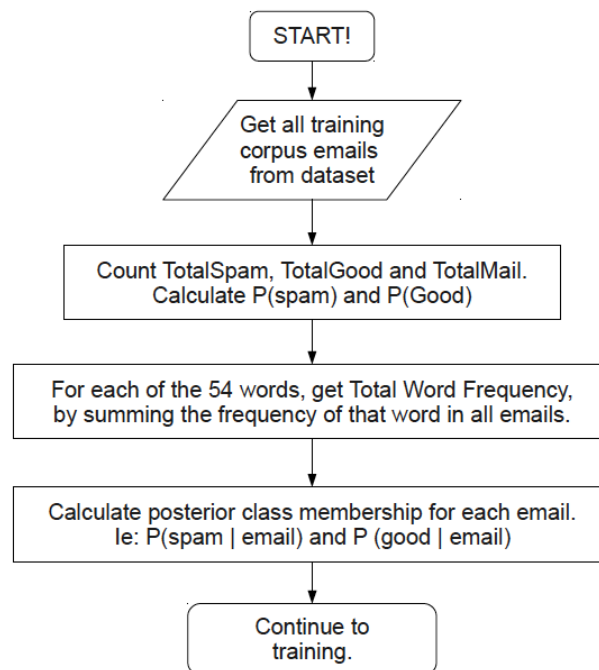 START!
Get all training
corpus emails
from dataset
Count TotalSpam, TotalGood and TotalMail.
Calculate P(spam) and P(Good)
For each of the 54 words, get Total Word Frequency,
by summing the frequency of that word in all emails.
Calculate posterior class membership for each email.
Ie: P(spam | email) and P (good | email)
Continue to
training.